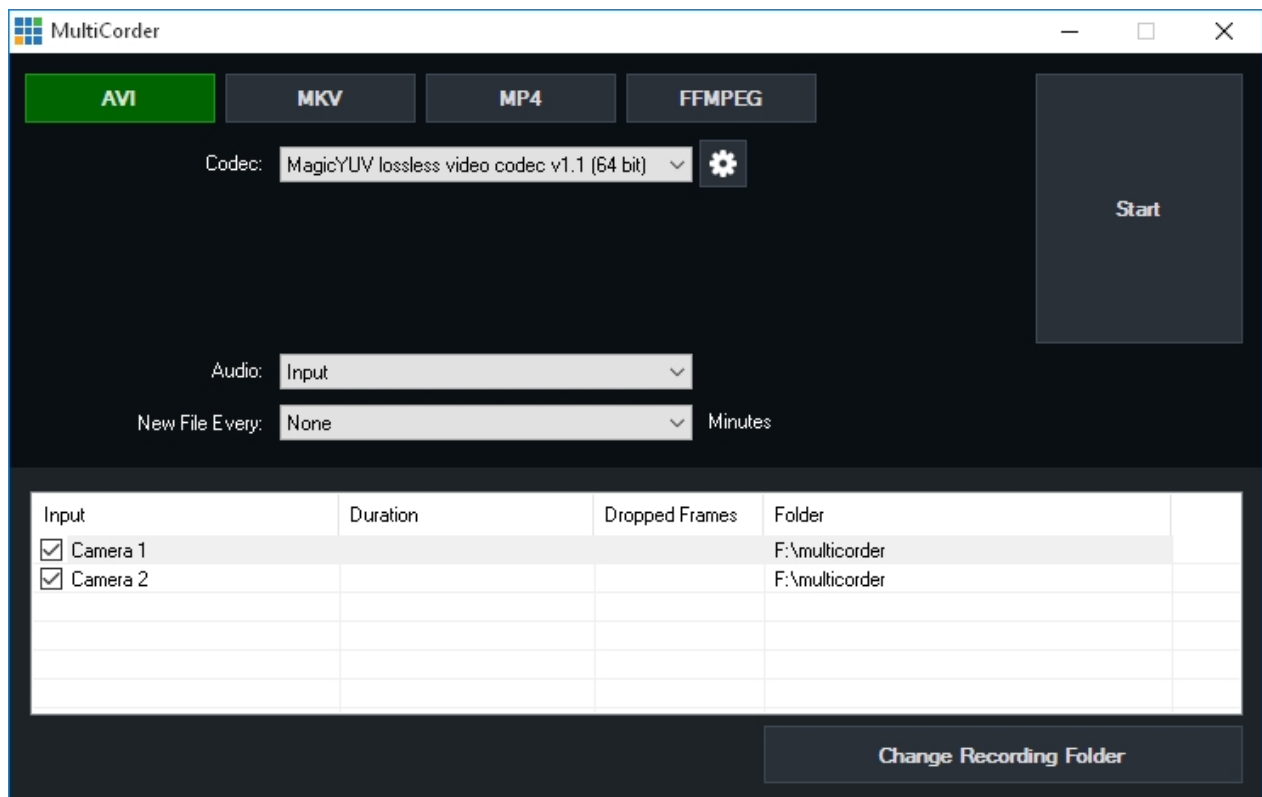 MultiCorder
AVI MKV MP4 FFMPEG
Codec: MagicYUV lossless video codec v1.1 (64 bit)
Start
Audio: Input
New File Every: None Minutes
Input Duration Dropped Frames Folder
Camera 1 F:\multicorder
Camera 2 F:\multicorder
Change Recording Folder